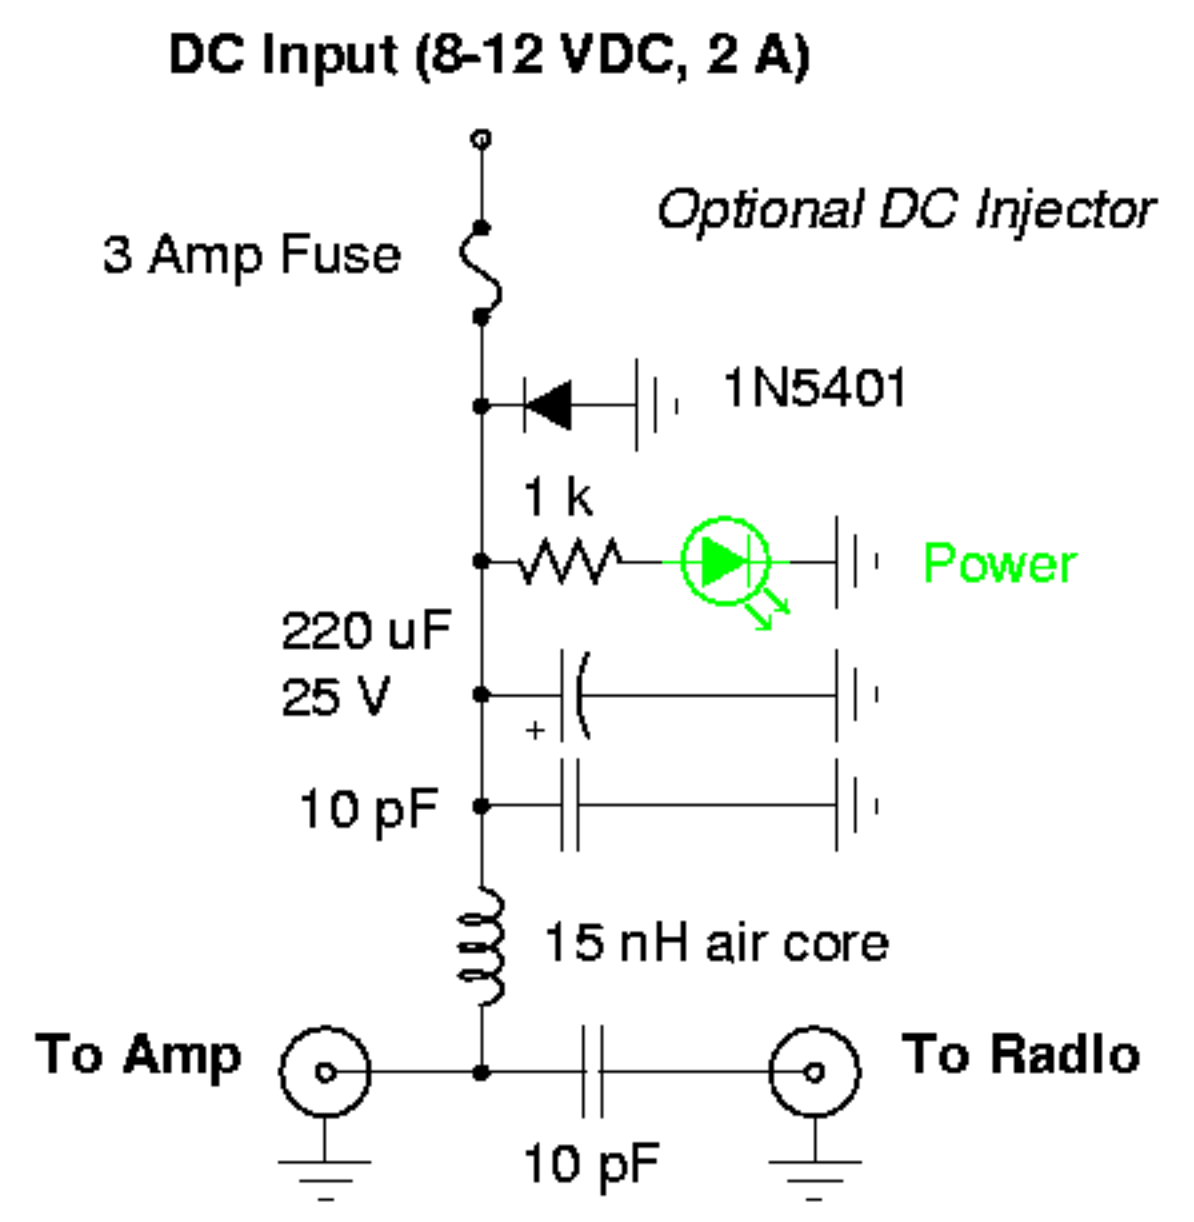 DC Input (8-12 VDC, 2 A)
Optional DC Injector
3 Amp Fuse
1N5401
1 k
Power
220 uF
25 V
+
10 pF
15 nH air core
To Amp
To RadIo
10 pF